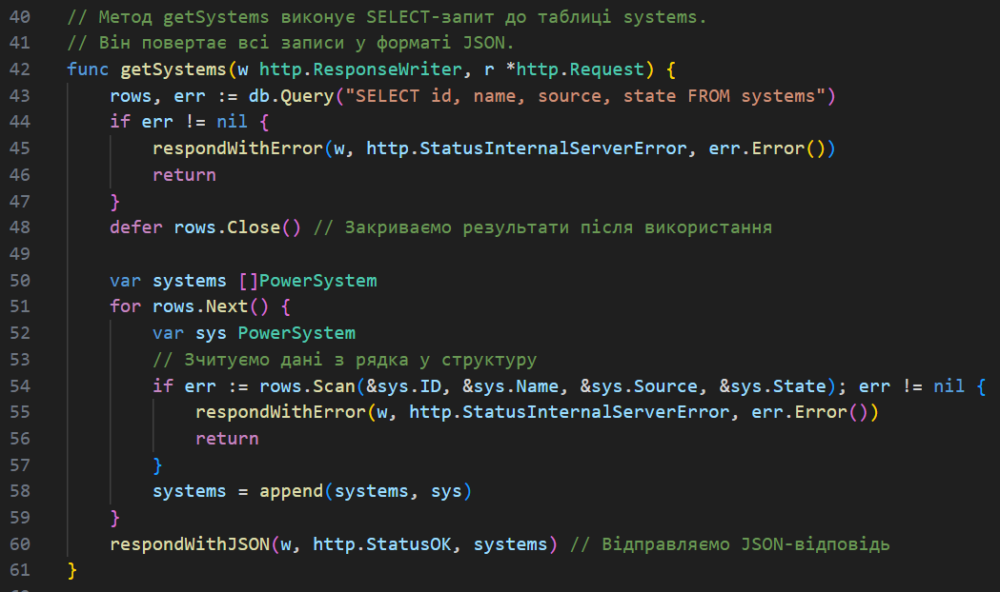 40 // Метод getSystems виконує SELECT-запит до таблиці systems.
41 // Він повертає всі записи у форматі JSON.
42 func getSystems(w http.ResponseWriter, r *http.Request) {
43 rows, err := db.Query("SELECT id, name, source, state FROM systems")
44 if err != nil {
45 respondWithError(w, http.StatusInternalServerError, err.Error())
46 return
47 }
48 defer rows.Close() // Закриваємо результати після використання
49
50 var systems []PowerSystem
51 for rows.Next() {
52 var sys PowerSystem
53 // Зчитуємо дані з рядка у структуру
54 if err := rows.Scan(&sys.ID, &sys.Name, &sys.Source, &sys.State); err != nil {
55 respondWithError(w, http.StatusInternalServerError, err.Error())
56 return
57 }
58 systems = append(systems, sys)
59 }
60 respondWithJSON(w, http.StatusOK, systems) // Відправляємо JSON-відповідь
61 }